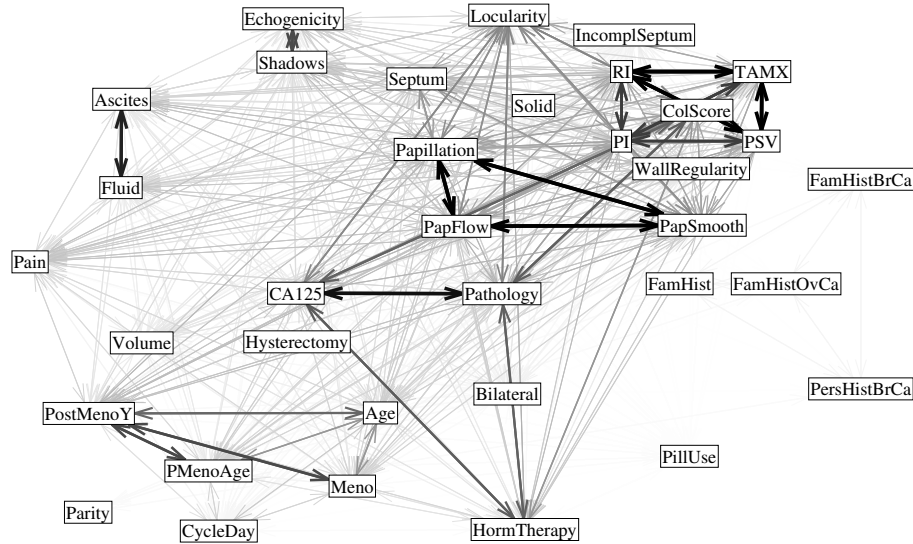 Echogenicity
Locularity
IncomplSeptum
Shadows
Septum
RI
TAMX
Ascites
Solid
ColScore
Papillation
PI
PSV
WallRegularity
Fluid
FamHistBrCa
PapFlow
PapSmooth
Pain
CA125
Pathology
FamHist
FamHistOvCa
Volume
Hysterectomy
PostMenoY
Age
Bilateral
PersHistBrCa
PMenoAge
Meno
PillUse
Parity
CycleDay
HormTherapy